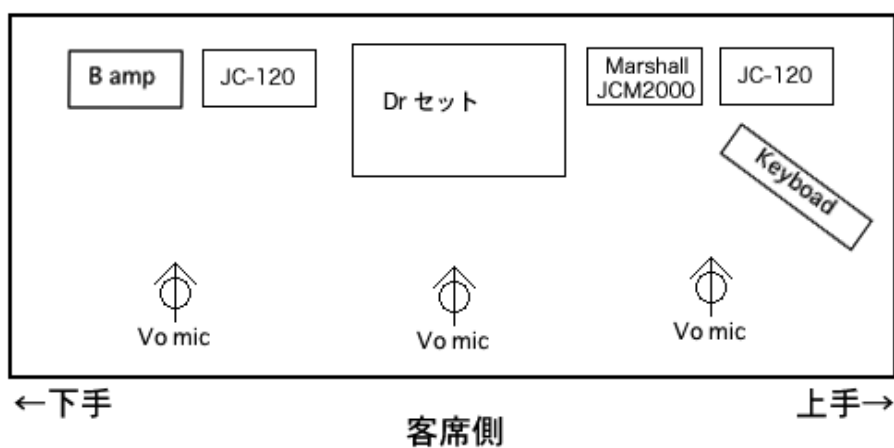 B amp
JC-120
Dr セット
Marshall
JCM2000
JC-120
Keyboad
Vo mic
Vo mic
Vo mic
←下手
上手→
客席側